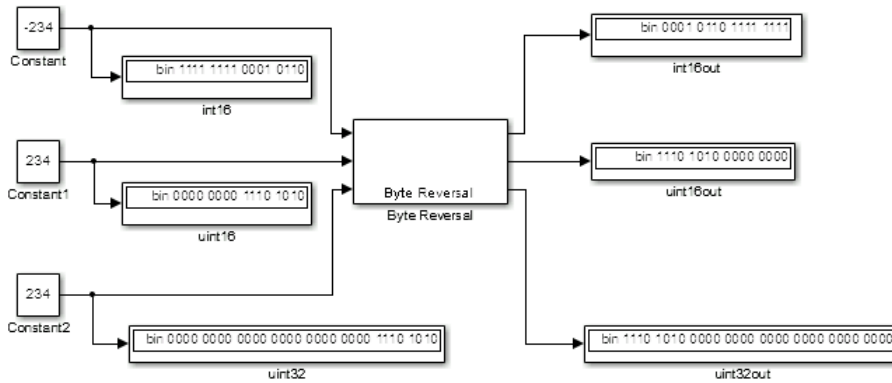 -234
Constant
bin 1111 1111 0001 0110
int16
bin 0001 0110 1111 1111
int16out
234
Constant1
bin 0000 0000 1110 1010
uint16
Byte Reversal
Byte Reversal
bin 1110 1010 0000 0000
uint16out
234
Constant2
bin 0000 0000 0000 0000 0000 0000 1110 1010
uint32
bin 1110 1010 0000 0000 0000 0000 0000 0000
uint32out